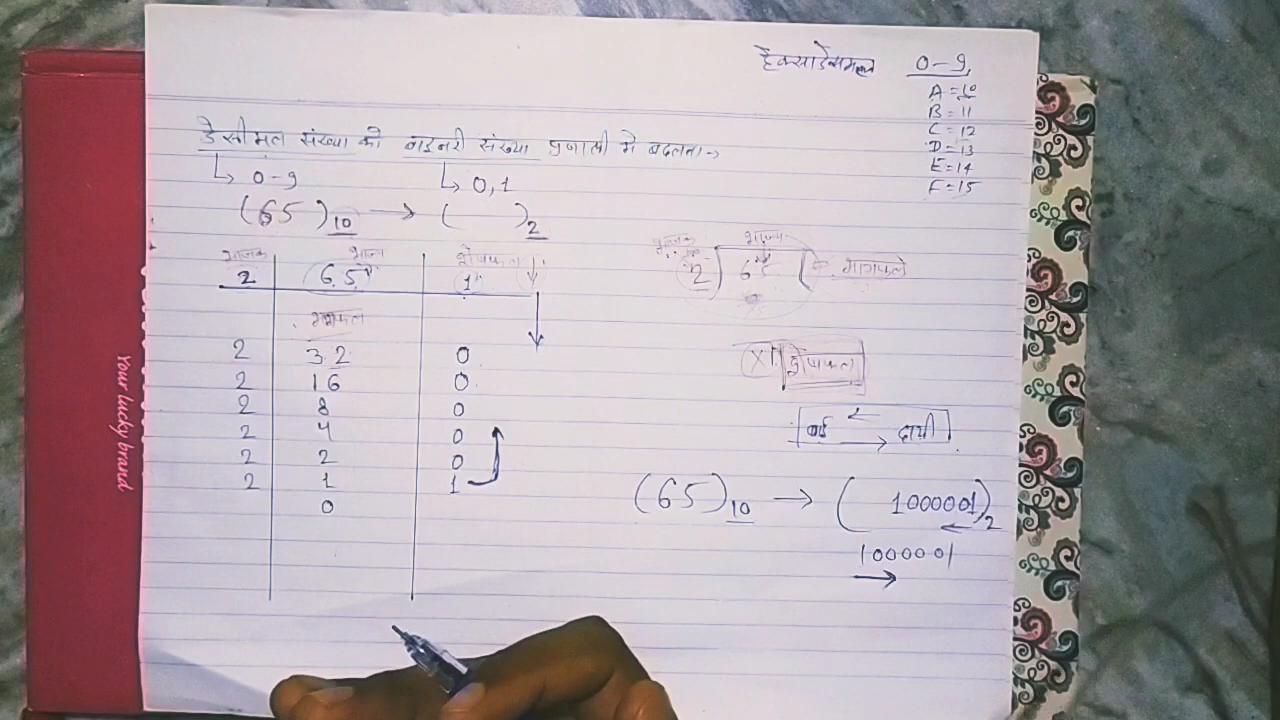 हैक्साडेसमल 0-9
A = 10
B = 11
C = 12
D = 13
E = 14
F = 15
डेसीमल संख्या को बाइनरी संख्या प्रणाली मे बदलना→
↳ 0-9 ↳ 0,1
(65)10 → ( )2
भाजक भाज्य शेषफल
2 65 1
भागफल
2 32 0
2 16 0
2 8 0
2 4 0
2 2 0
2 1 1
0
भाजक भाज्य
2 65 भागफल
शेषफल
बाई ← → दायी
(65)10 → ( 1000001)2
←
1000001
→
Your lucky brand